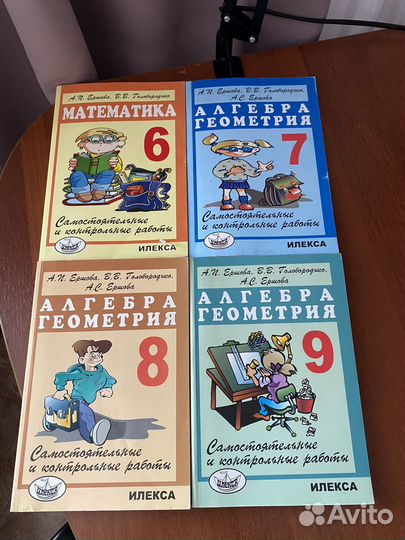 А.П. Ершова, В.В. Голобородько
МАТЕМАТИКА
6
Самостоятельные
и контрольные работы
ИЛЕКСА
А.П. Ершова, В.В. Голобородько,
А.С. Ершова
АЛГЕБРА
ГЕОМЕТРИЯ
7
Самостоятельные
и контрольные работы
ИЛЕКСА
А.П. Ершова, В.В. Голобородько,
А.С. Ершова
АЛГЕБРА
ГЕОМЕТРИЯ
8
Самостоятельные
и контрольные работы
ИЛЕКСА
А.П. Ершова, В.В. Голобородько,
А.С. Ершова
АЛГЕБРА
ГЕОМЕТРИЯ
9
Самостоятельные
и контрольные работы
ИЛЕКСА
Avito